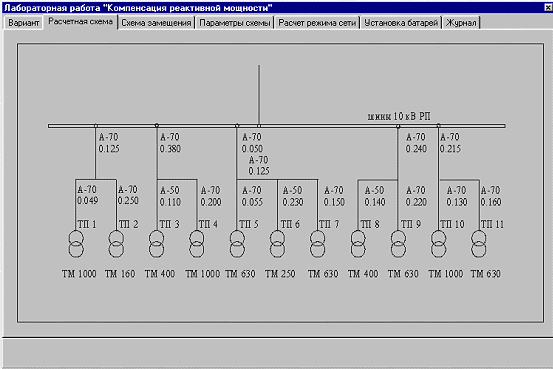 Лабораторная работа "Компенсация реактивной мощности"
Вариант Расчетная схема Схема замещения Параметры схемы Расчет режима сети Установка батарей Журнал
шины 10 кВ РП
А-70 А-70 А-70 А-70 А-70
0.125 0.380 0.050 0.240 0.215
А-70
0.125
А-70 А-70 А-50 А-70 А-70 А-50 А-70 А-50 А-70 А-70 А-70
0.049 0.250 0.110 0.200 0.055 0.230 0.150 0.140 0.220 0.130 0.160
ТП 1 ТП 2 ТП 3 ТП 4 ТП 5 ТП 6 ТП 7 ТП 8 ТП 9 ТП 10 ТП 11
ТМ 1000 ТМ 160 ТМ 400 ТМ 1000 ТМ 630 ТМ 250 ТМ 630 ТМ 400 ТМ 630 ТМ 1000 ТМ 630